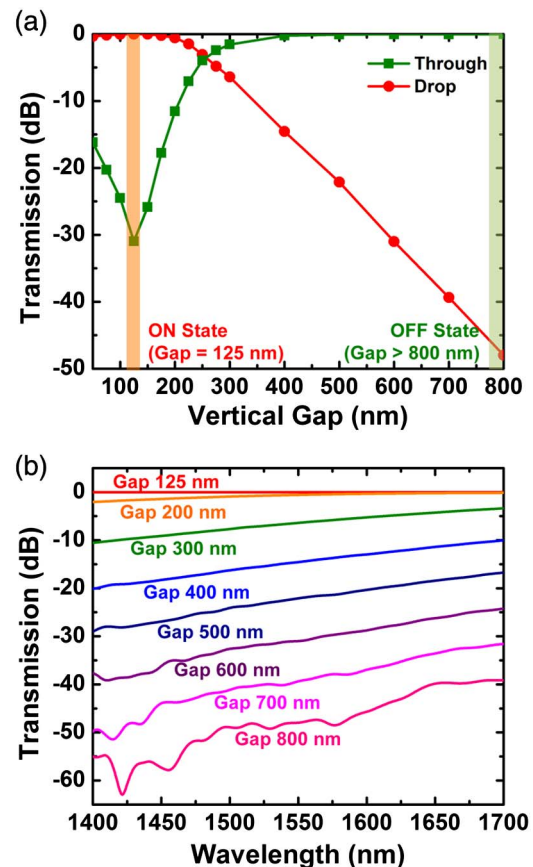 (a)
0
-10
-20
-30
-40
-50
Transmission (dB)
Through
Drop
ON State
(Gap = 125 nm)
OFF State
(Gap > 800 nm)
100 200 300 400 500 600 700 800
Vertical Gap (nm)
(b)
0
-10
-20
-30
-40
-50
-60
Transmission (dB)
Gap 125 nm
Gap 200 nm
Gap 300 nm
Gap 400 nm
Gap 500 nm
Gap 600 nm
Gap 700 nm
Gap 800 nm
1400 1450 1500 1550 1600 1650 1700
Wavelength (nm)